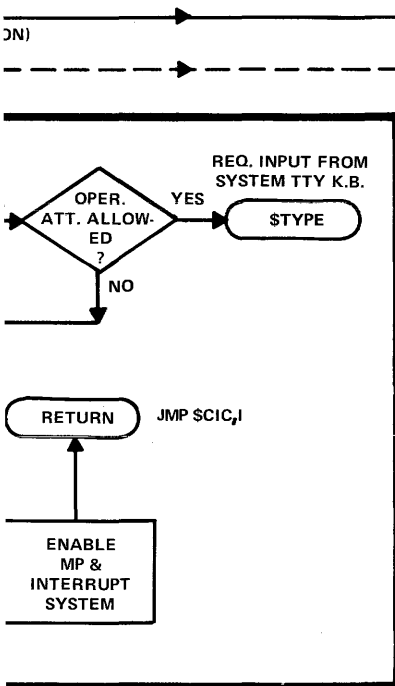 ON)
REQ. INPUT FROM
SYSTEM TTY K.B.
OPER.
ATT. ALLOW-
ED
?
YES
$TYPE
NO
RETURN
JMP $CIC,I
ENABLE
MP &
INTERRUPT
SYSTEM